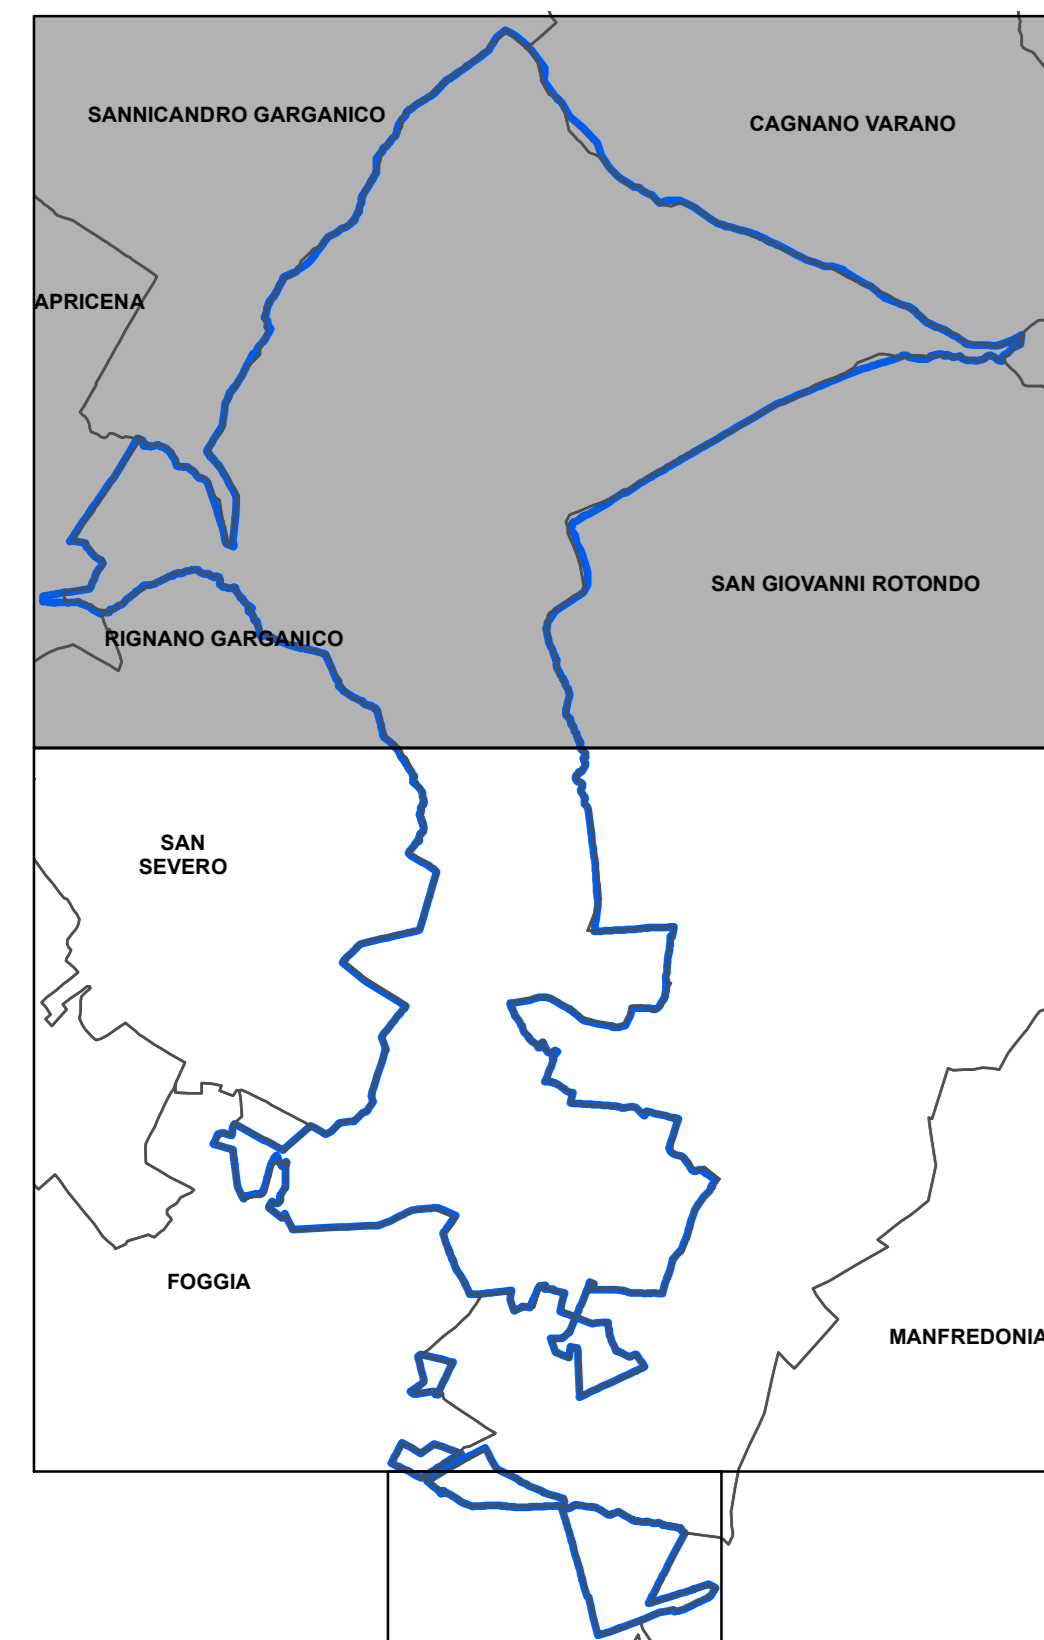 SANNICANDRO GARGANICO
CAGNANO VARANO
APRICENA
SAN GIOVANNI ROTONDO
RIGNANO GARGANICO
SAN
SEVERO
FOGGIA
MANFREDONIA